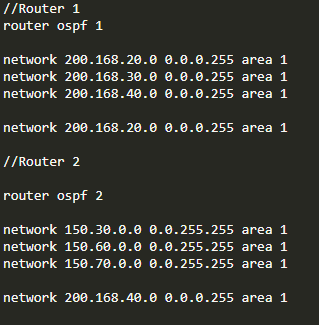 //Router 1
router ospf 1
network 200.168.20.0 0.0.0.255 area 1
network 200.168.30.0 0.0.0.255 area 1
network 200.168.40.0 0.0.0.255 area 1
network 200.168.20.0 0.0.0.255 area 1
//Router 2
router ospf 2
network 150.30.0.0 0.0.255.255 area 1
network 150.60.0.0 0.0.255.255 area 1
network 150.70.0.0 0.0.255.255 area 1
network 200.168.40.0 0.0.0.255 area 1